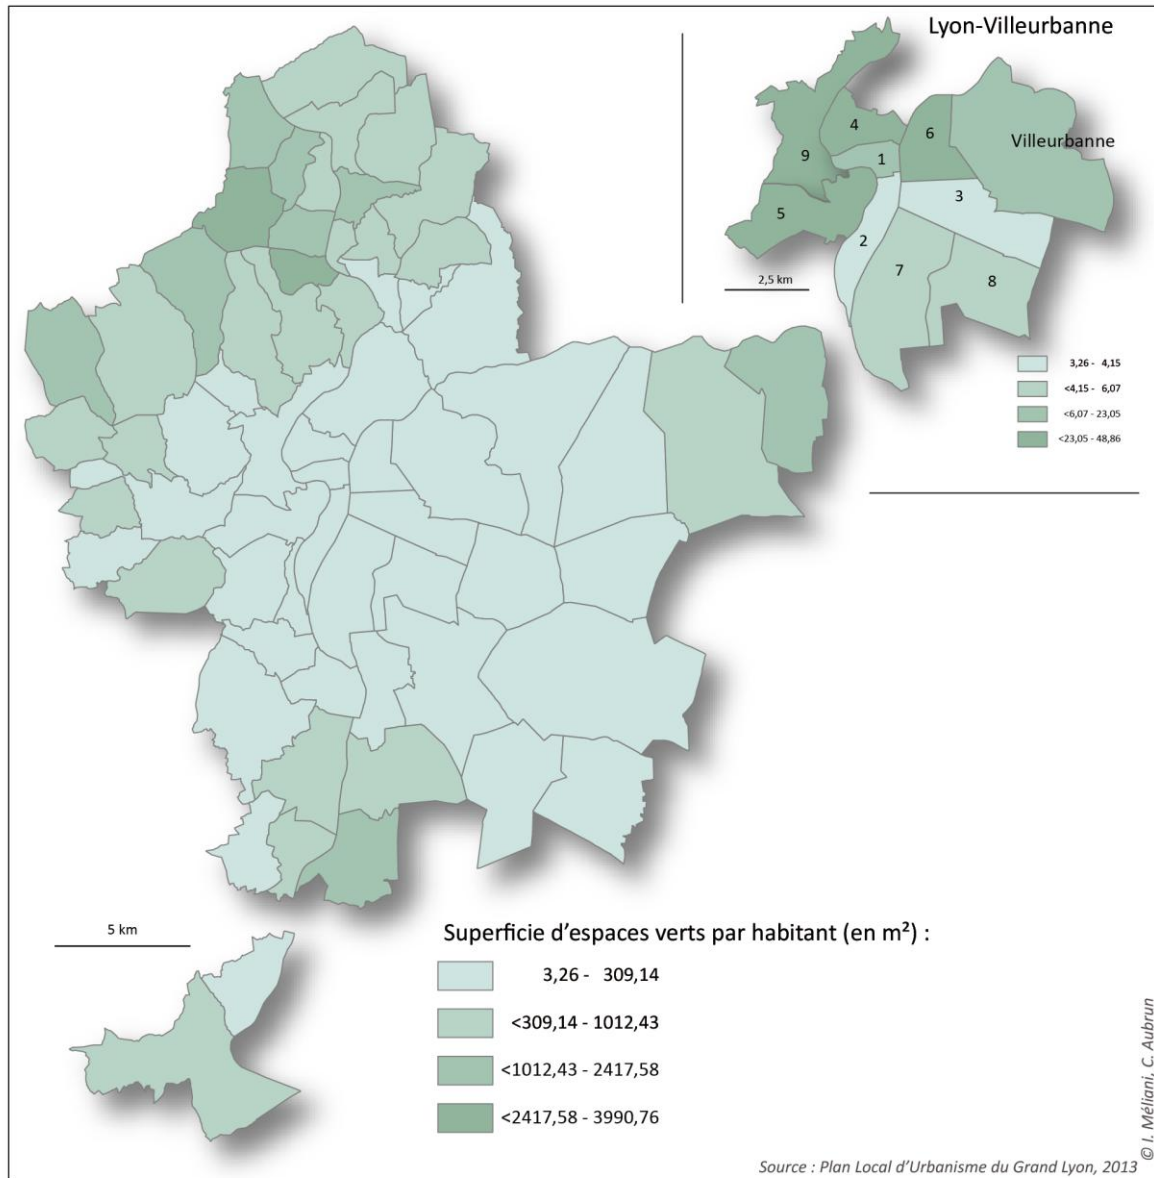 Lyon-Villeurbanne
4
6
1
Villeurbanne
9
3
5
2
7
8
2,5 km
3,26 - 4,15
<4,15 - 6,07
<6,07 - 23,05
<23,05 - 48,86
5 km
Superficie d'espaces verts par habitant (en m²) :
3,26 - 309,14
<309,14 - 1012,43
<1012,43 - 2417,58
<2417,58 - 3990,76
© I. Méliani, C. Aubrun
Source : Plan Local d'Urbanisme du Grand Lyon, 2013